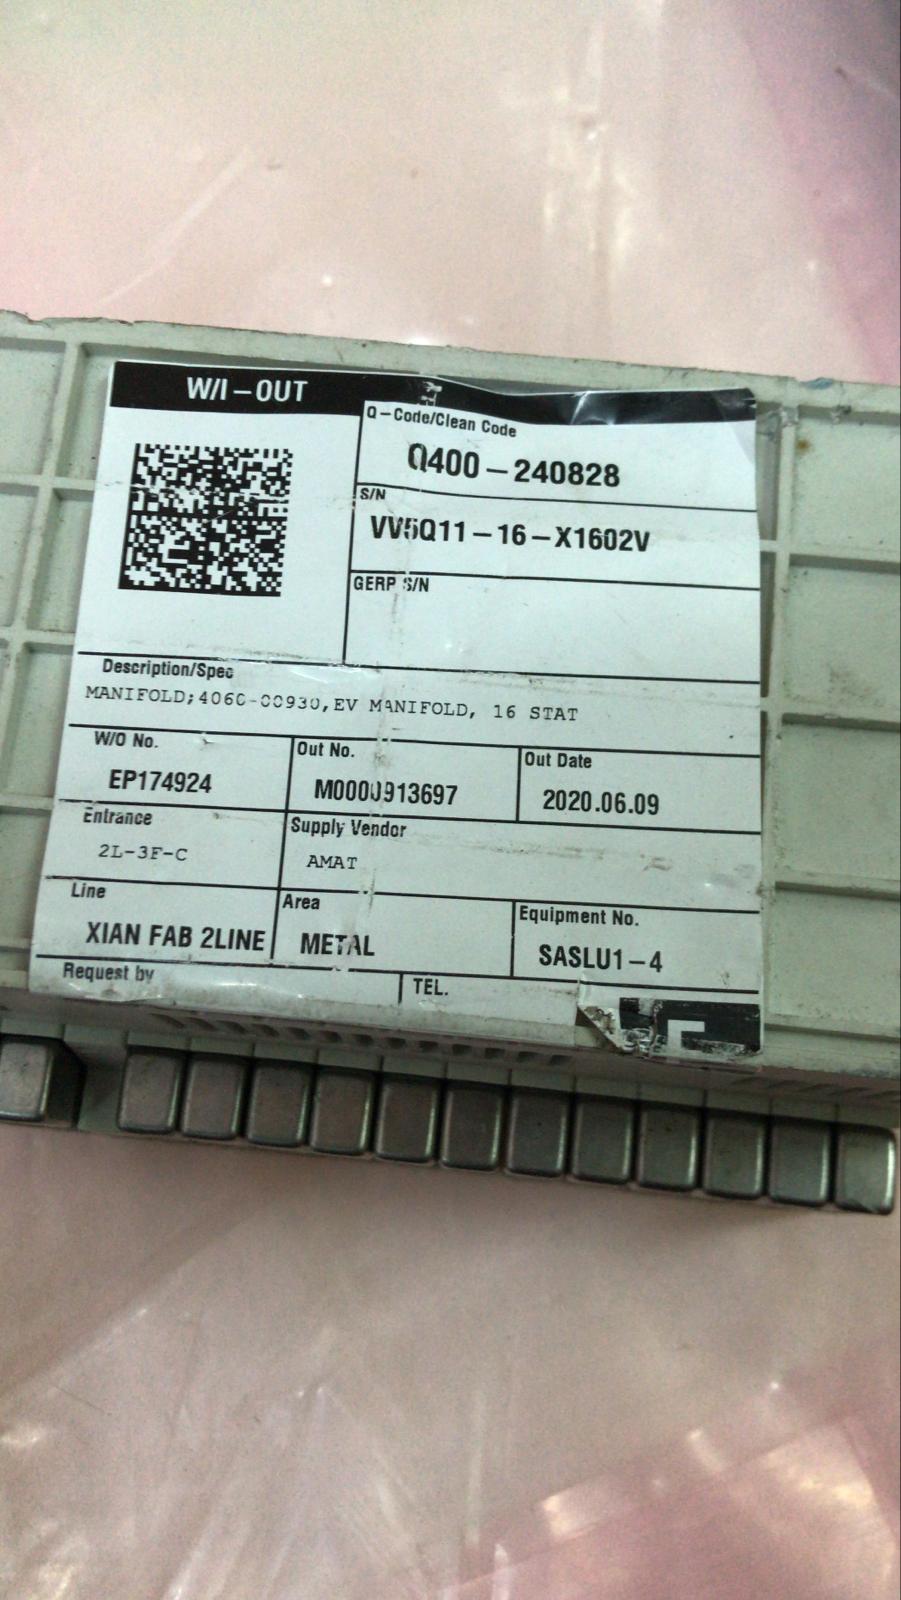 W/I-OUT
Q-Code/Clean Code
Q400-240828
S/N
VV5Q11-16-X1602V
GERP S/N
Description/Spec
MANIFOLD;4060-00930,EV MANIFOLD, 16 STAT
W/O No.
EP174924
Out No.
M0000913697
Out Date
2020.06.09
Entrance
2L-3F-C
Supply Vendor
AMAT
Line
XIAN FAB 2LINE
Area
METAL
Equipment No.
SASLU1-4
Request by
TEL.